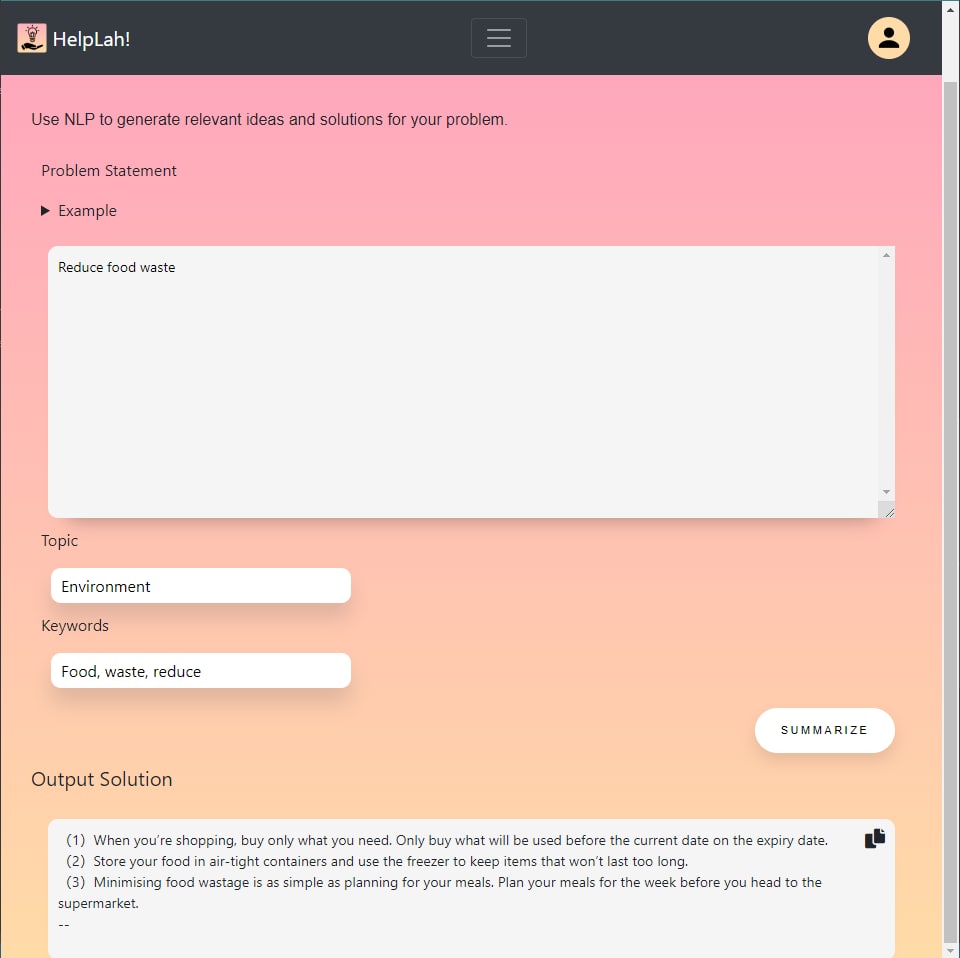 HelpLah!
Use NLP to generate relevant ideas and solutions for your problem.
Problem Statement
Example
Reduce food waste
Topic
Environment
Keywords
Food, waste, reduce
SUMMARIZE
Output Solution
(1) When you’re shopping, buy only what you need. Only buy what will be used before the current date on the expiry date.
(2) Store your food in air-tight containers and use the freezer to keep items that won’t last too long.
(3) Minimising food wastage is as simple as planning for your meals. Plan your meals for the week before you head to the
supermarket.
--